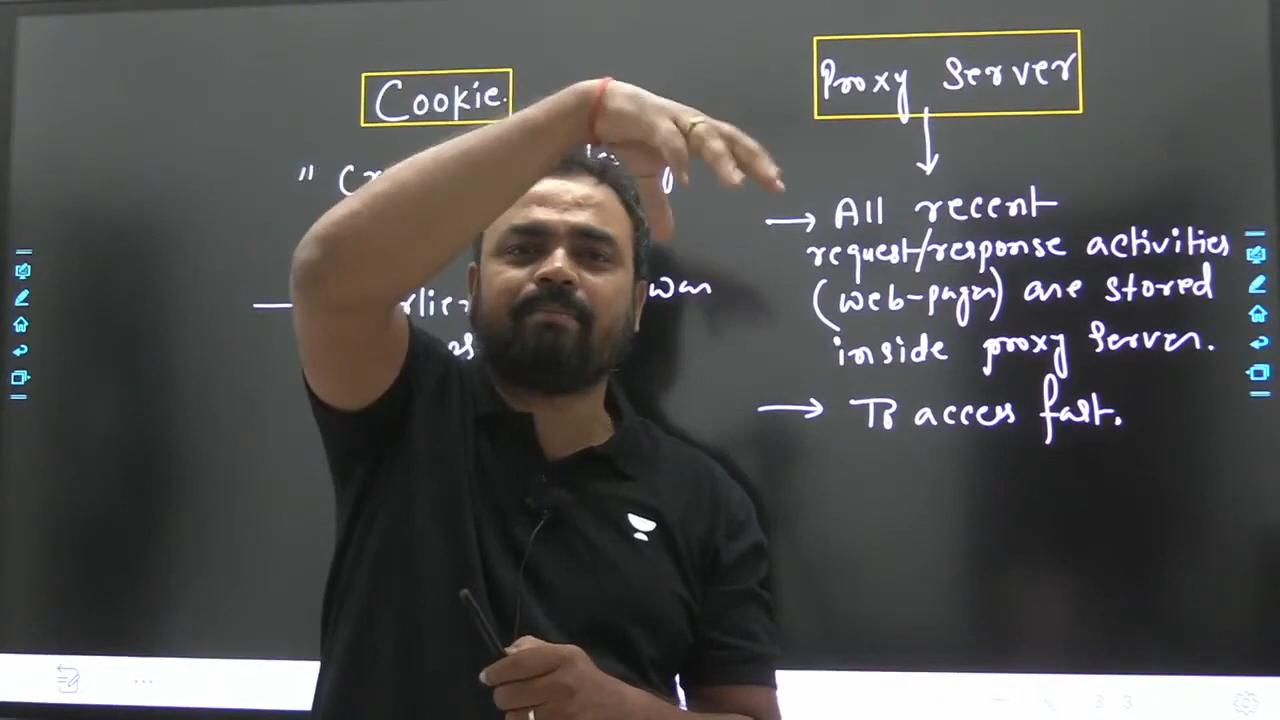 Cookie.
Proxy Server
→ All recent
request/response activities
(web-pages) are stored
inside proxy server.
→ To access fast.